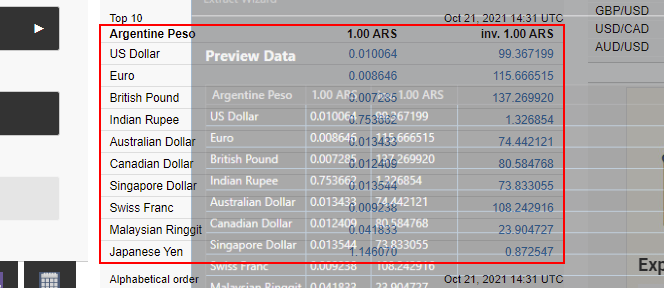 Extract Wizard
Top 10 Oct 21, 2021 14:31 UTC
Argentine Peso 1.00 ARS inv. 1.00 ARS
US Dollar 0.010064 99.367199
Euro 0.008646 115.666515
British Pound 0.007285 137.269920
Indian Rupee 0.753662 1.326854
Australian Dollar 0.013433 74.442121
Canadian Dollar 0.012409 80.584768
Singapore Dollar 0.013544 73.833055
Swiss Franc 0.009238 108.242916
Malaysian Ringgit 0.041833 23.904727
Japanese Yen 1.146070 0.872547
Alphabetical order Oct 21, 2021 14:31 UTC
Preview Data
Argentine Peso 1.00 ARS inv. 1.00 ARS
US Dollar 0.010064 99.367199
Euro 0.008646 115.666515
British Pound 0.007285 137.269920
Indian Rupee 0.753662 1.326854
Australian Dollar 0.013433 74.442121
Canadian Dollar 0.012409 80.584768
Singapore Dollar 0.013544 73.833055
Swiss Franc 0.009238 108.242916
Malaysian Ringgit 0.041833 23.904727
GBP/USD
USD/CAD
AUD/USD
Exp